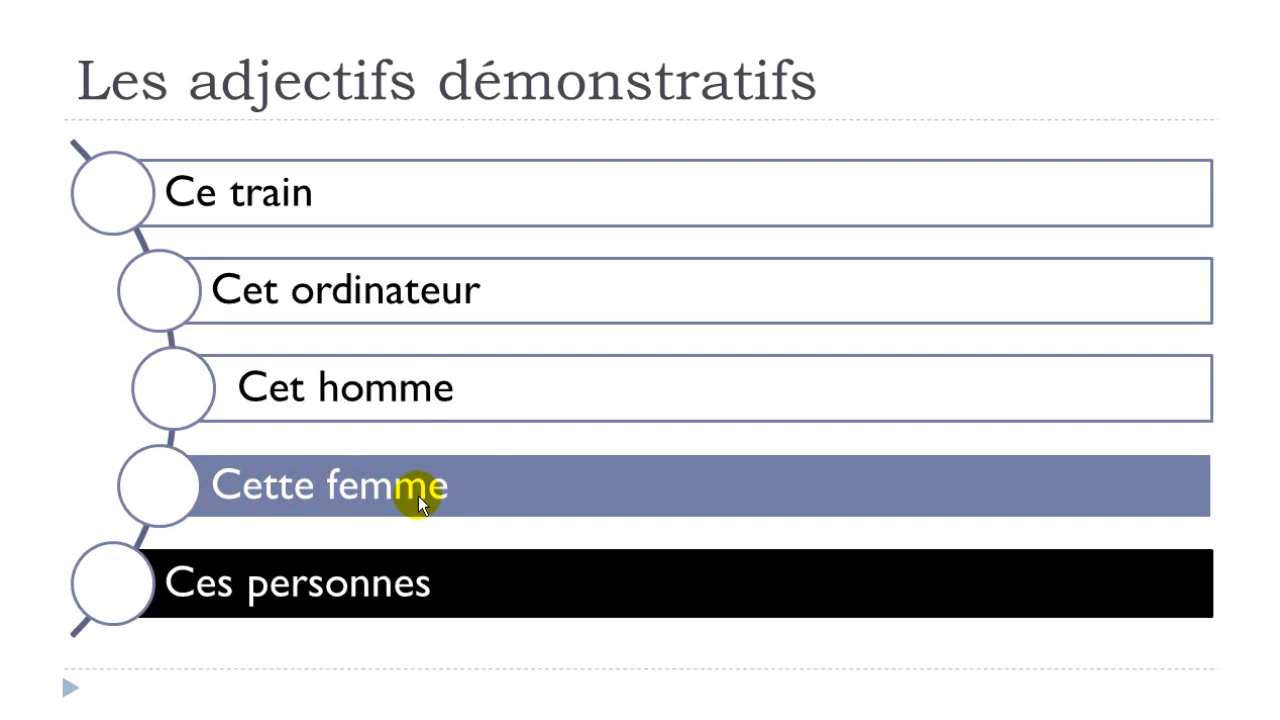 Les adjectifs démonstratifs
Ce train
Cet ordinateur
Cet homme
Cette femme
Ces personnes